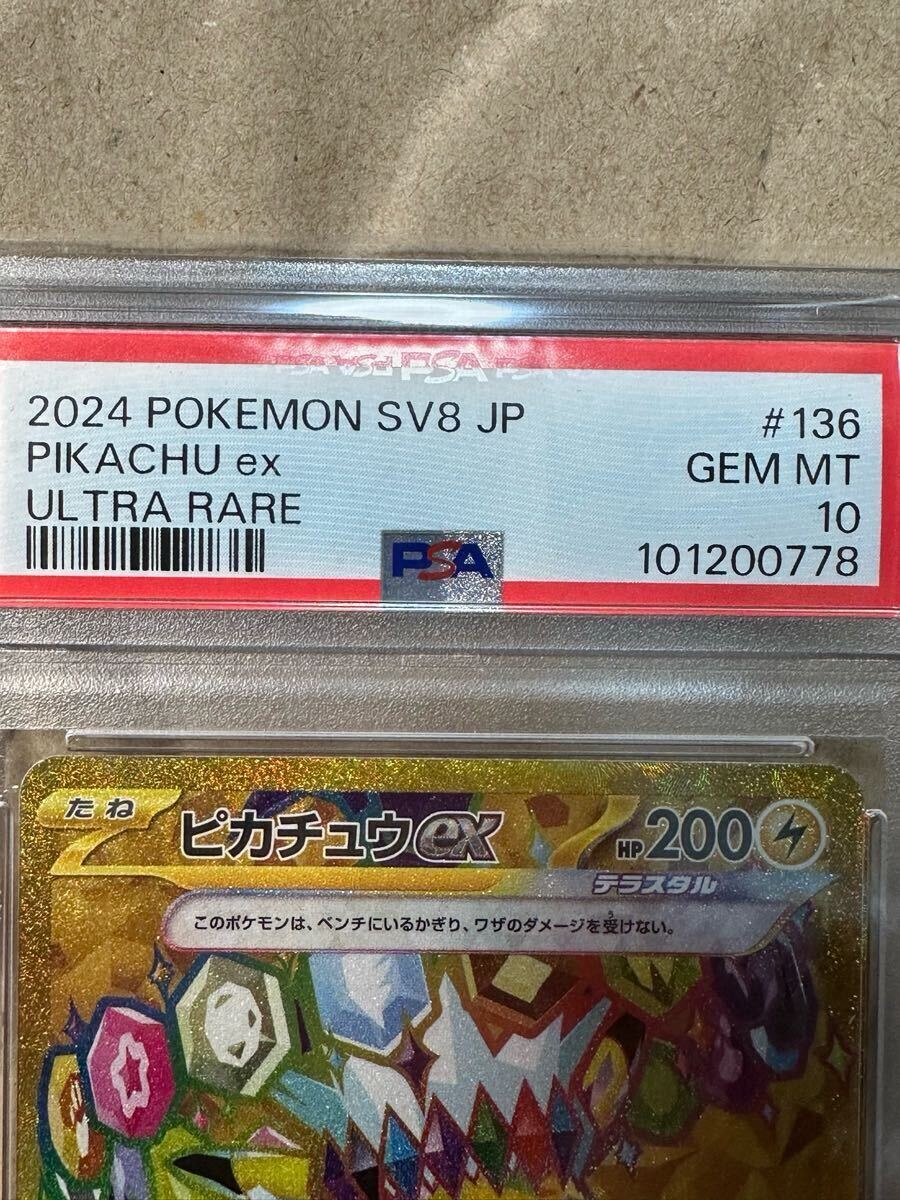 2024 POKEMON SV8 JP #136
PIKACHU ex GEM MT
ULTRA RARE 10
PSA 101200778
たね ピカチュウex HP 200
テラスタル
このポケモンは、ベンチにいるかぎり、ワザのダメージを受けない。